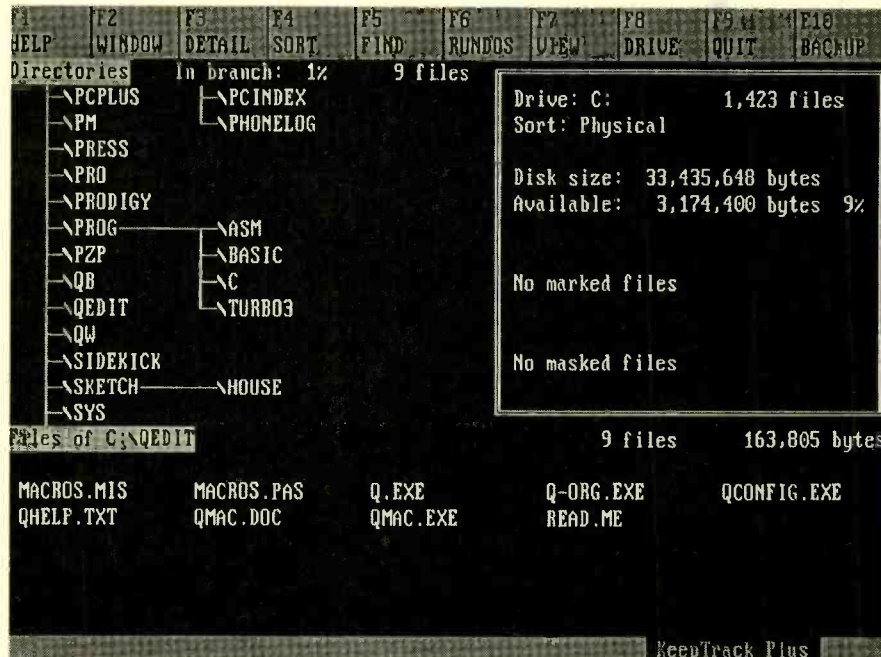 F1 F2 F3 F4 F5 F6 F7 F8 F9 F10
HELP WINDOW DETAIL SORT FIND RUNDOS VIEW DRIVE QUIT BACKUP
Directories In branch: 1% 9 files
\PCPLUS \PCINDEX
\PM \PHONELOG
\PRESS
\PRO
\PRODIGY
\PROG \ASM
\PZP \BASIC
\QB \C
\QEDIT \TURBO3
\QW
\SIDEKICK
\SKETCH \HOUSE
\SYS
Drive: C: 1,423 files
Sort: Physical
Disk size: 33,435,648 bytes
Available: 3,174,400 bytes 9%
No marked files
No masked files
Files of C:\QEDIT 9 files 163,805 bytes
MACROS.MIS MACROS.PAS Q.EXE Q-ORG.EXE QCONFIG.EXE
QHELP.TXT QMAC.DOC QMAC.EXE READ.ME
KeepTrack Plus